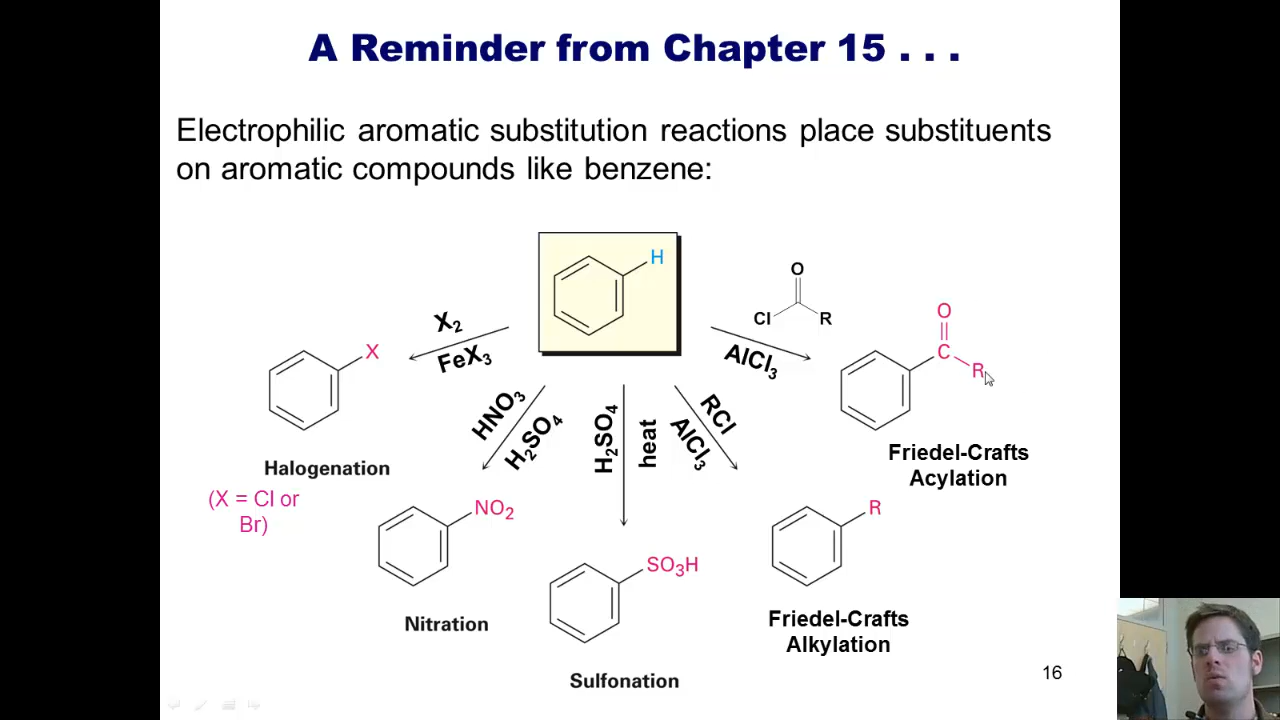 A Reminder from Chapter 15 . . .
Electrophilic aromatic substitution reactions place substituents
on aromatic compounds like benzene:
H
O
Cl
R
X₂
FeX₃
AlCl₃
O
C
R
X
HNO₃
H₂SO₄
H₂SO₄
heat
RCl
AlCl₃
Friedel-Crafts
Acylation
Halogenation
(X = Cl or
Br)
NO₂
R
SO₃H
Nitration
Friedel-Crafts
Alkylation
Sulfonation
16